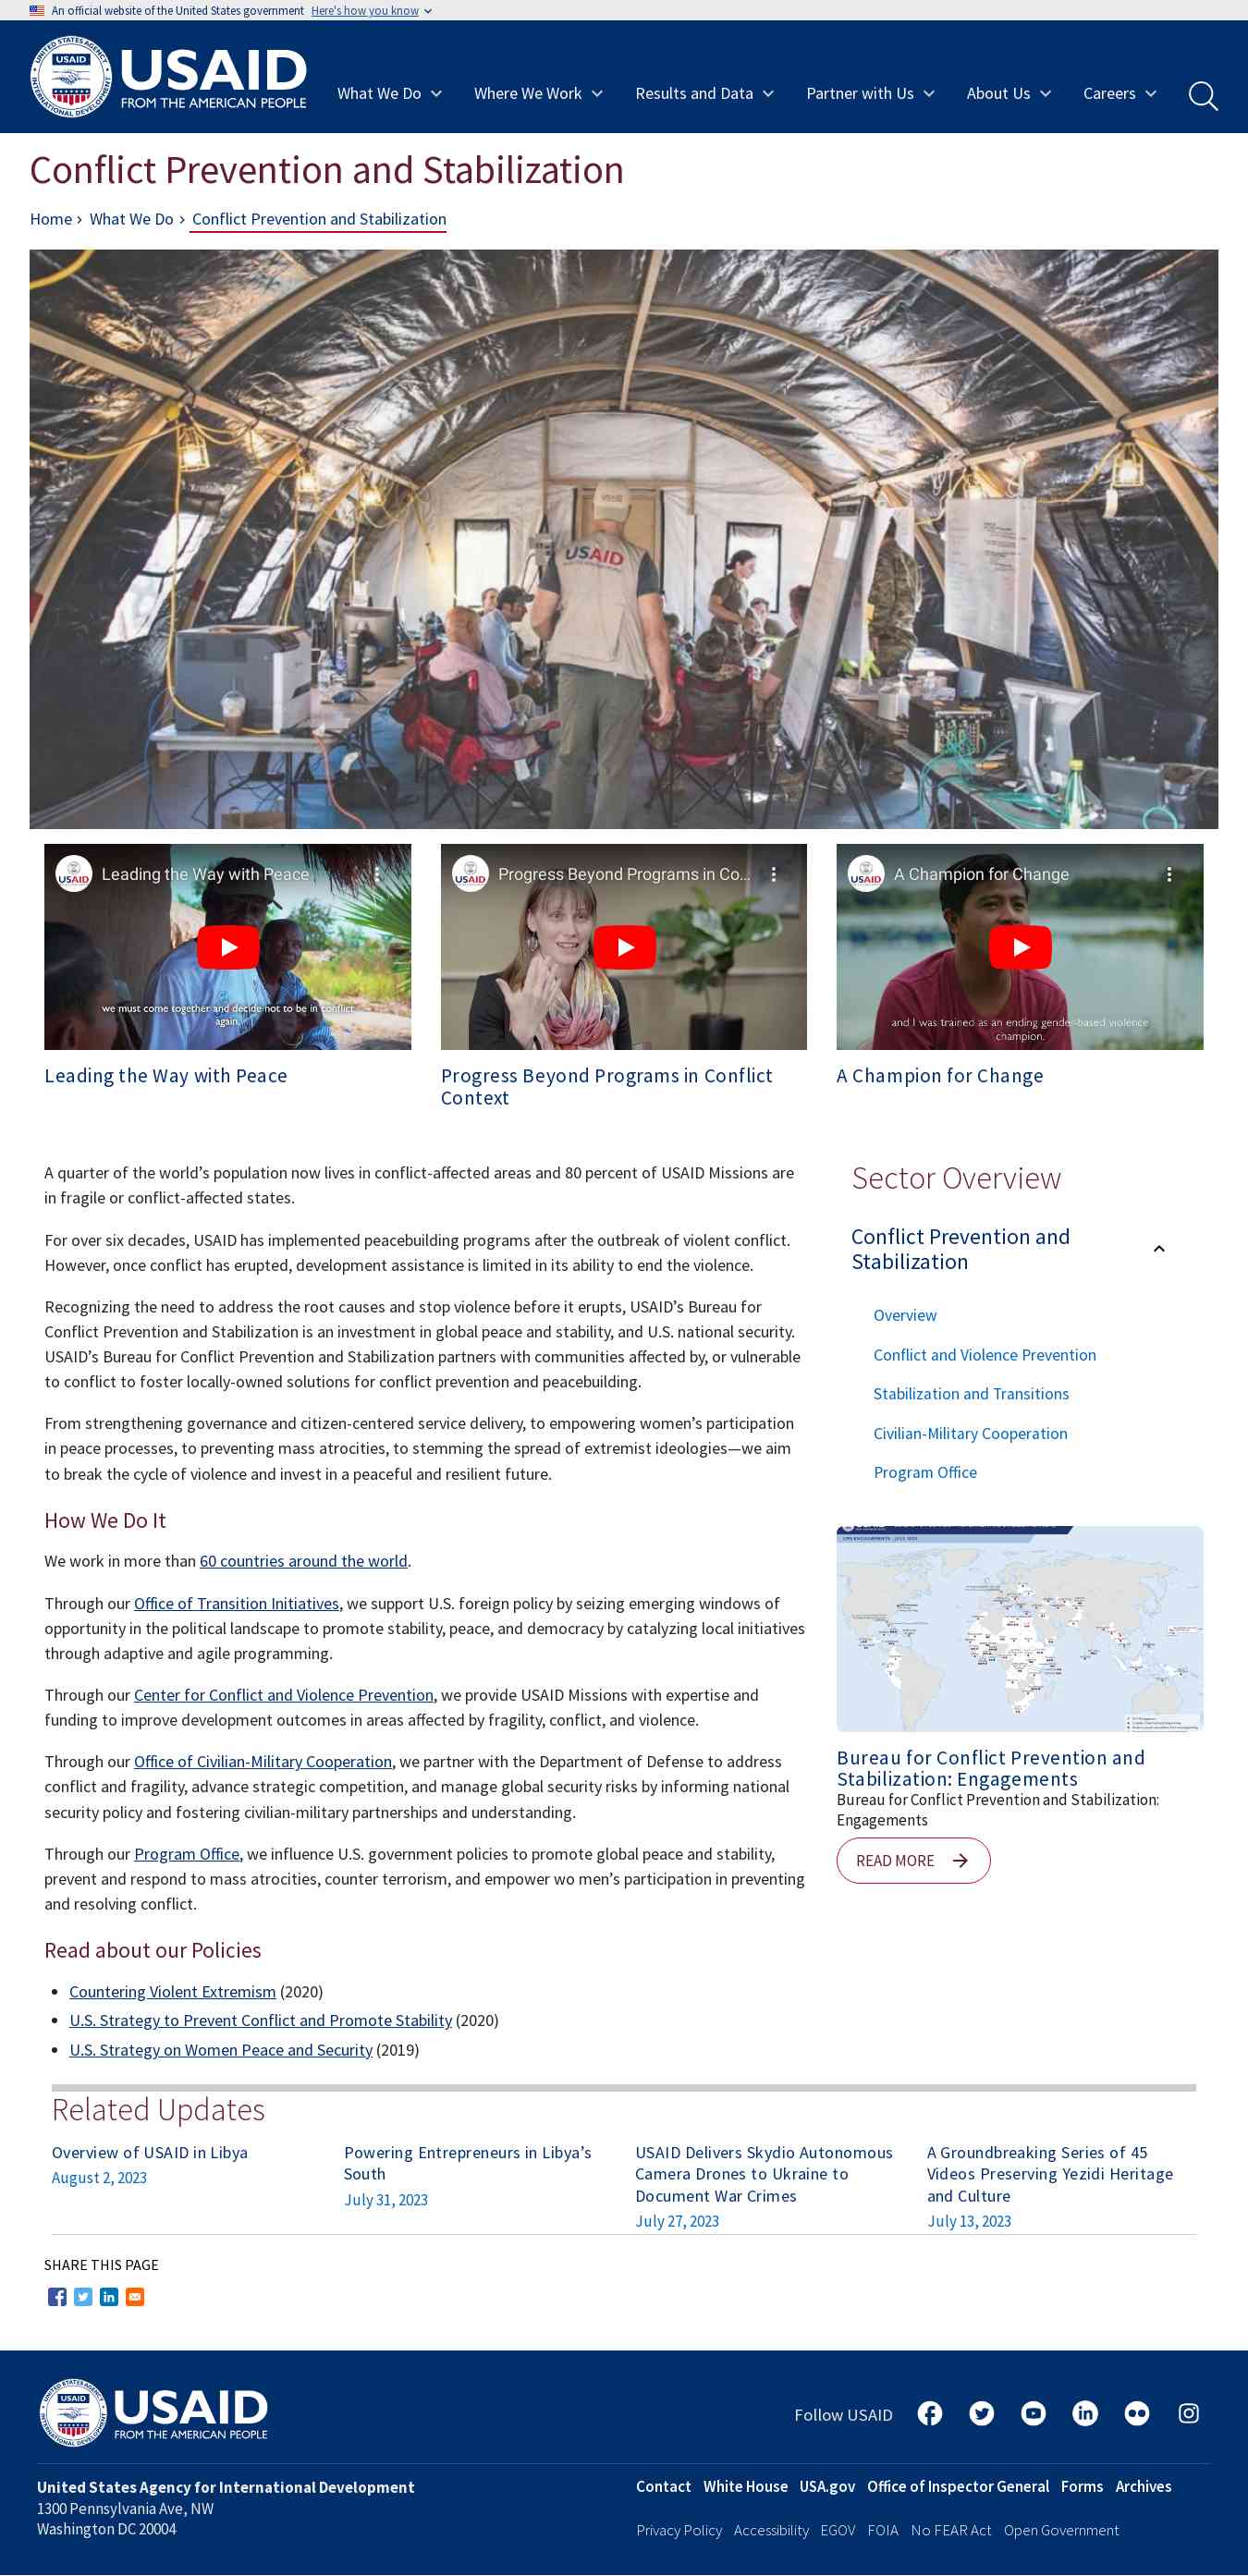 An official website of the United States government Here's how you know
USAID
FROM THE AMERICAN PEOPLE
What We Do
Where We Work
Results and Data
Partner with Us
About Us
Careers
Conflict Prevention and Stabilization
Home › What We Do › Conflict Prevention and Stabilization
USAID
Leading the Way with Peace
we must come together and decide not to be in conflict
again.
Progress Beyond Programs in Co...
A Champion for Change
and I was trained as an ending gender-based violence
champion.
Leading the Way with Peace
Progress Beyond Programs in Conflict
Context
A Champion for Change
A quarter of the world’s population now lives in conflict-affected areas and 80 percent of USAID Missions are
in fragile or conflict-affected states.
For over six decades, USAID has implemented peacebuilding programs after the outbreak of violent conflict.
However, once conflict has erupted, development assistance is limited in its ability to end the violence.
Recognizing the need to address the root causes and stop violence before it erupts, USAID’s Bureau for
Conflict Prevention and Stabilization is an investment in global peace and stability, and U.S. national security.
USAID’s Bureau for Conflict Prevention and Stabilization partners with communities affected by, or vulnerable
to conflict to foster locally-owned solutions for conflict prevention and peacebuilding.
From strengthening governance and citizen-centered service delivery, to empowering women’s participation
in peace processes, to preventing mass atrocities, to stemming the spread of extremist ideologies—we aim
to break the cycle of violence and invest in a peaceful and resilient future.
How We Do It
We work in more than 60 countries around the world.
Through our Office of Transition Initiatives, we support U.S. foreign policy by seizing emerging windows of
opportunity in the political landscape to promote stability, peace, and democracy by catalyzing local initiatives
through adaptive and agile programming.
Through our Center for Conflict and Violence Prevention, we provide USAID Missions with expertise and
funding to improve development outcomes in areas affected by fragility, conflict, and violence.
Through our Office of Civilian-Military Cooperation, we partner with the Department of Defense to address
conflict and fragility, advance strategic competition, and manage global security risks by informing national
security policy and fostering civilian-military partnerships and understanding.
Through our Program Office, we influence U.S. government policies to promote global peace and stability,
prevent and respond to mass atrocities, counter terrorism, and empower wo men’s participation in preventing
and resolving conflict.
Read about our Policies
• Countering Violent Extremism (2020)
• U.S. Strategy to Prevent Conflict and Promote Stability (2020)
• U.S. Strategy on Women Peace and Security (2019)
Sector Overview
Conflict Prevention and
Stabilization
Overview
Conflict and Violence Prevention
Stabilization and Transitions
Civilian-Military Cooperation
Program Office
Bureau for Conflict Prevention and
Stabilization: Engagements
Bureau for Conflict Prevention and Stabilization:
Engagements
READ MORE
Related Updates
Overview of USAID in Libya
August 2, 2023
Powering Entrepreneurs in Libya’s
South
July 31, 2023
USAID Delivers Skydio Autonomous
Camera Drones to Ukraine to
Document War Crimes
July 27, 2023
A Groundbreaking Series of 45
Videos Preserving Yezidi Heritage
and Culture
July 13, 2023
SHARE THIS PAGE
USAID
FROM THE AMERICAN PEOPLE
Follow USAID
United States Agency for International Development
1300 Pennsylvania Ave, NW
Washington DC 20004
Contact White House USA.gov Office of Inspector General Forms Archives
Privacy Policy Accessibility EGOV FOIA No FEAR Act Open Government